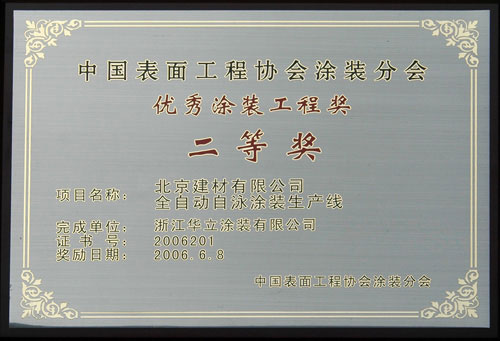 中国表面工程协会涂装分会
优秀涂装工程奖
二等奖
项目名称：北京建材有限公司
全自动自泳涂装生产线
完成单位：浙江华立涂装有限公司
证书号：2006201
奖励日期：2006.6.8
中国表面工程协会涂装分会